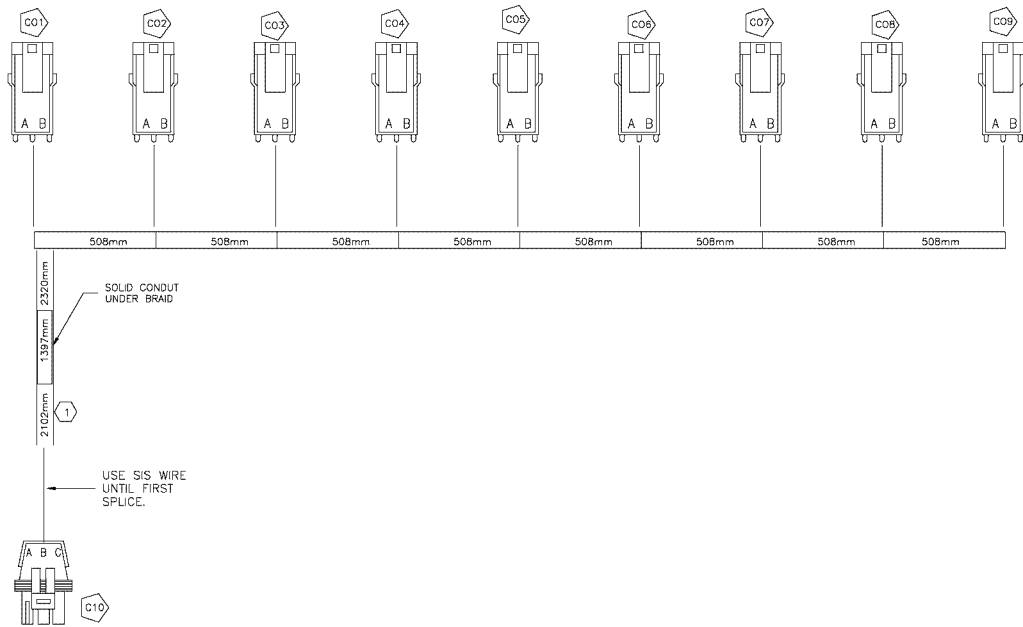 C01 C02 C03 C04 C05 C06 C07 C08 C09
A B A B A B A B A B A B A B A B A B
508mm 508mm 508mm 508mm 508mm 508mm 508mm 508mm
2320mm
SOLID CONDUT
UNDER BRAID
1397mm
2102mm
1
USE SIS WIRE
UNTIL FIRST
SPLICE.
A B C
C10